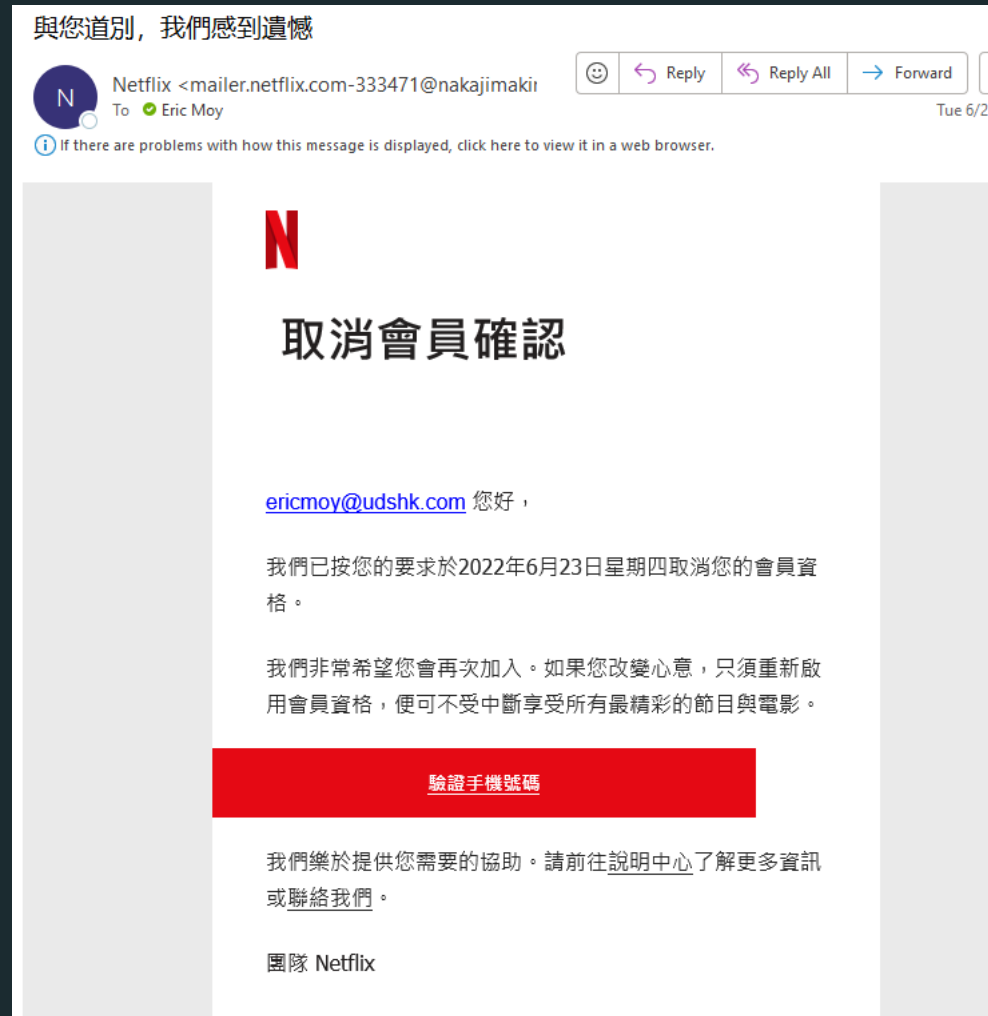 與您道別，我們感到遺憾
N
Netflix <mailer.netflix.com-333471@nakajimakin
To Eric Moy
Reply
Reply All
Forward
Tue 6/2
If there are problems with how this message is displayed, click here to view it in a web browser.
N
取消會員確認
ericmoy@udshk.com 您好，
我們已按您的要求於2022年6月23日星期四取消您的會員資
格。
我們非常希望您會再次加入。如果您改變心意，只須重新啟
用會員資格，便可不受中斷享受所有最精彩的節目與電影。
驗證手機號碼
我們樂於提供您需要的協助。請前往說明中心了解更多資訊
或聯絡我們。
團隊 Netflix